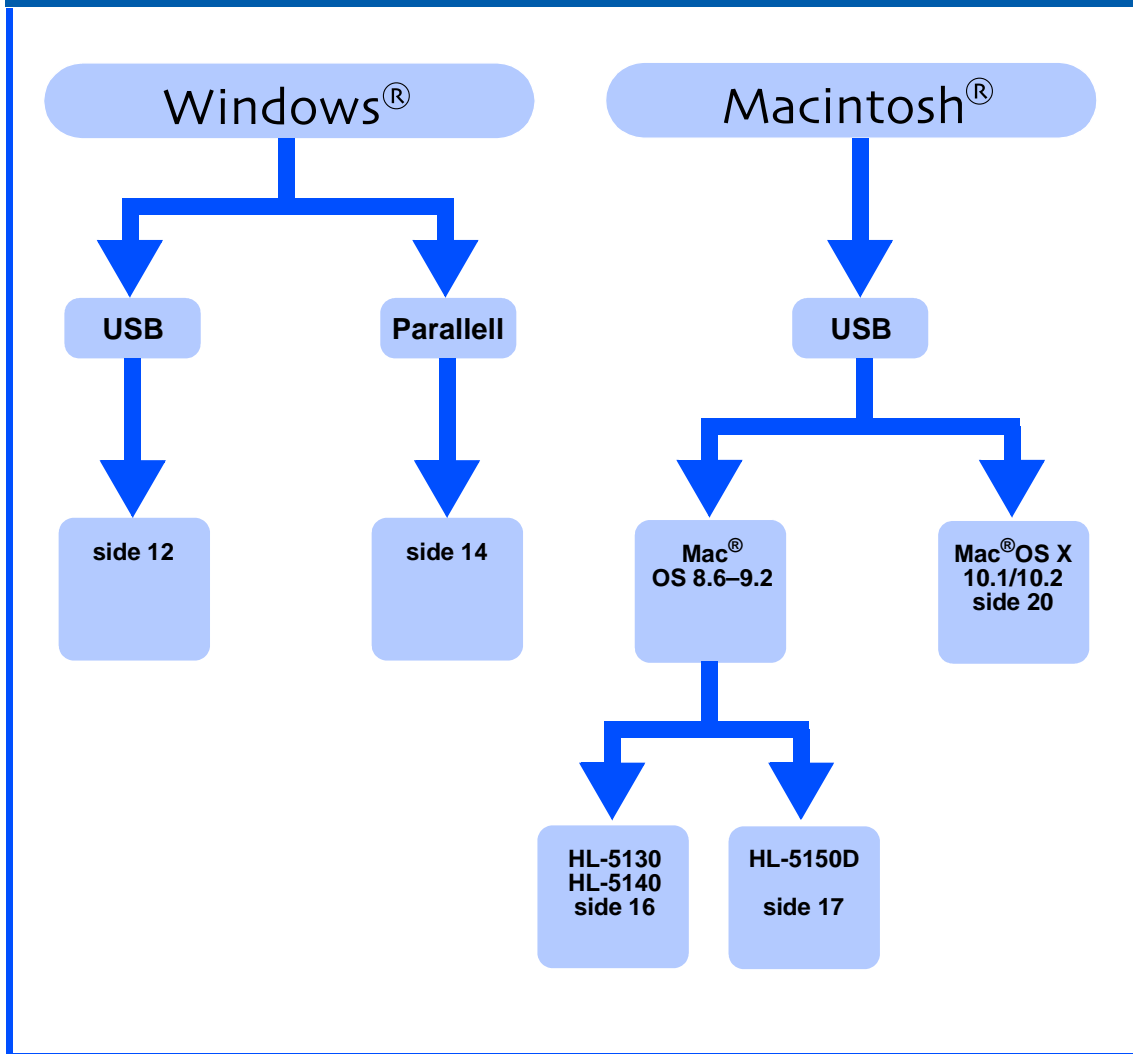 Windows®
Macintosh®
USB
Parallell
USB
side 12
side 14
Mac®
OS 8.6–9.2
Mac®OS X
10.1/10.2
side 20
HL-5130
HL-5140
side 16
HL-5150D
side 17